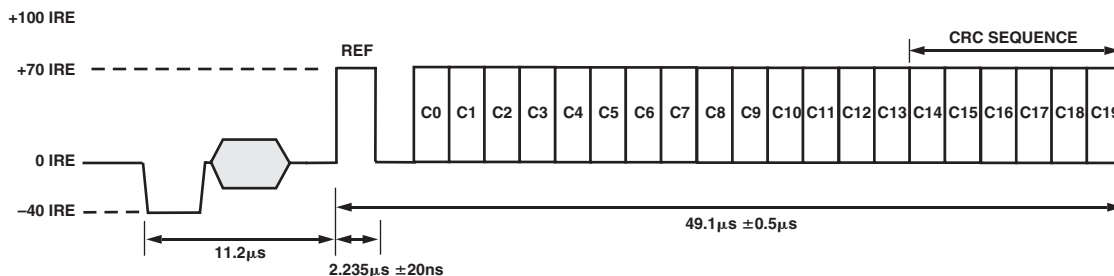 +100 IRE
REF
CRC SEQUENCE
+70 IRE
C0 C1 C2 C3 C4 C5 C6 C7 C8 C9 C10 C11 C12 C13 C14 C15 C16 C17 C18 C19
0 IRE
–40 IRE
49.1µs ±0.5µs
11.2µs
2.235µs ±20ns